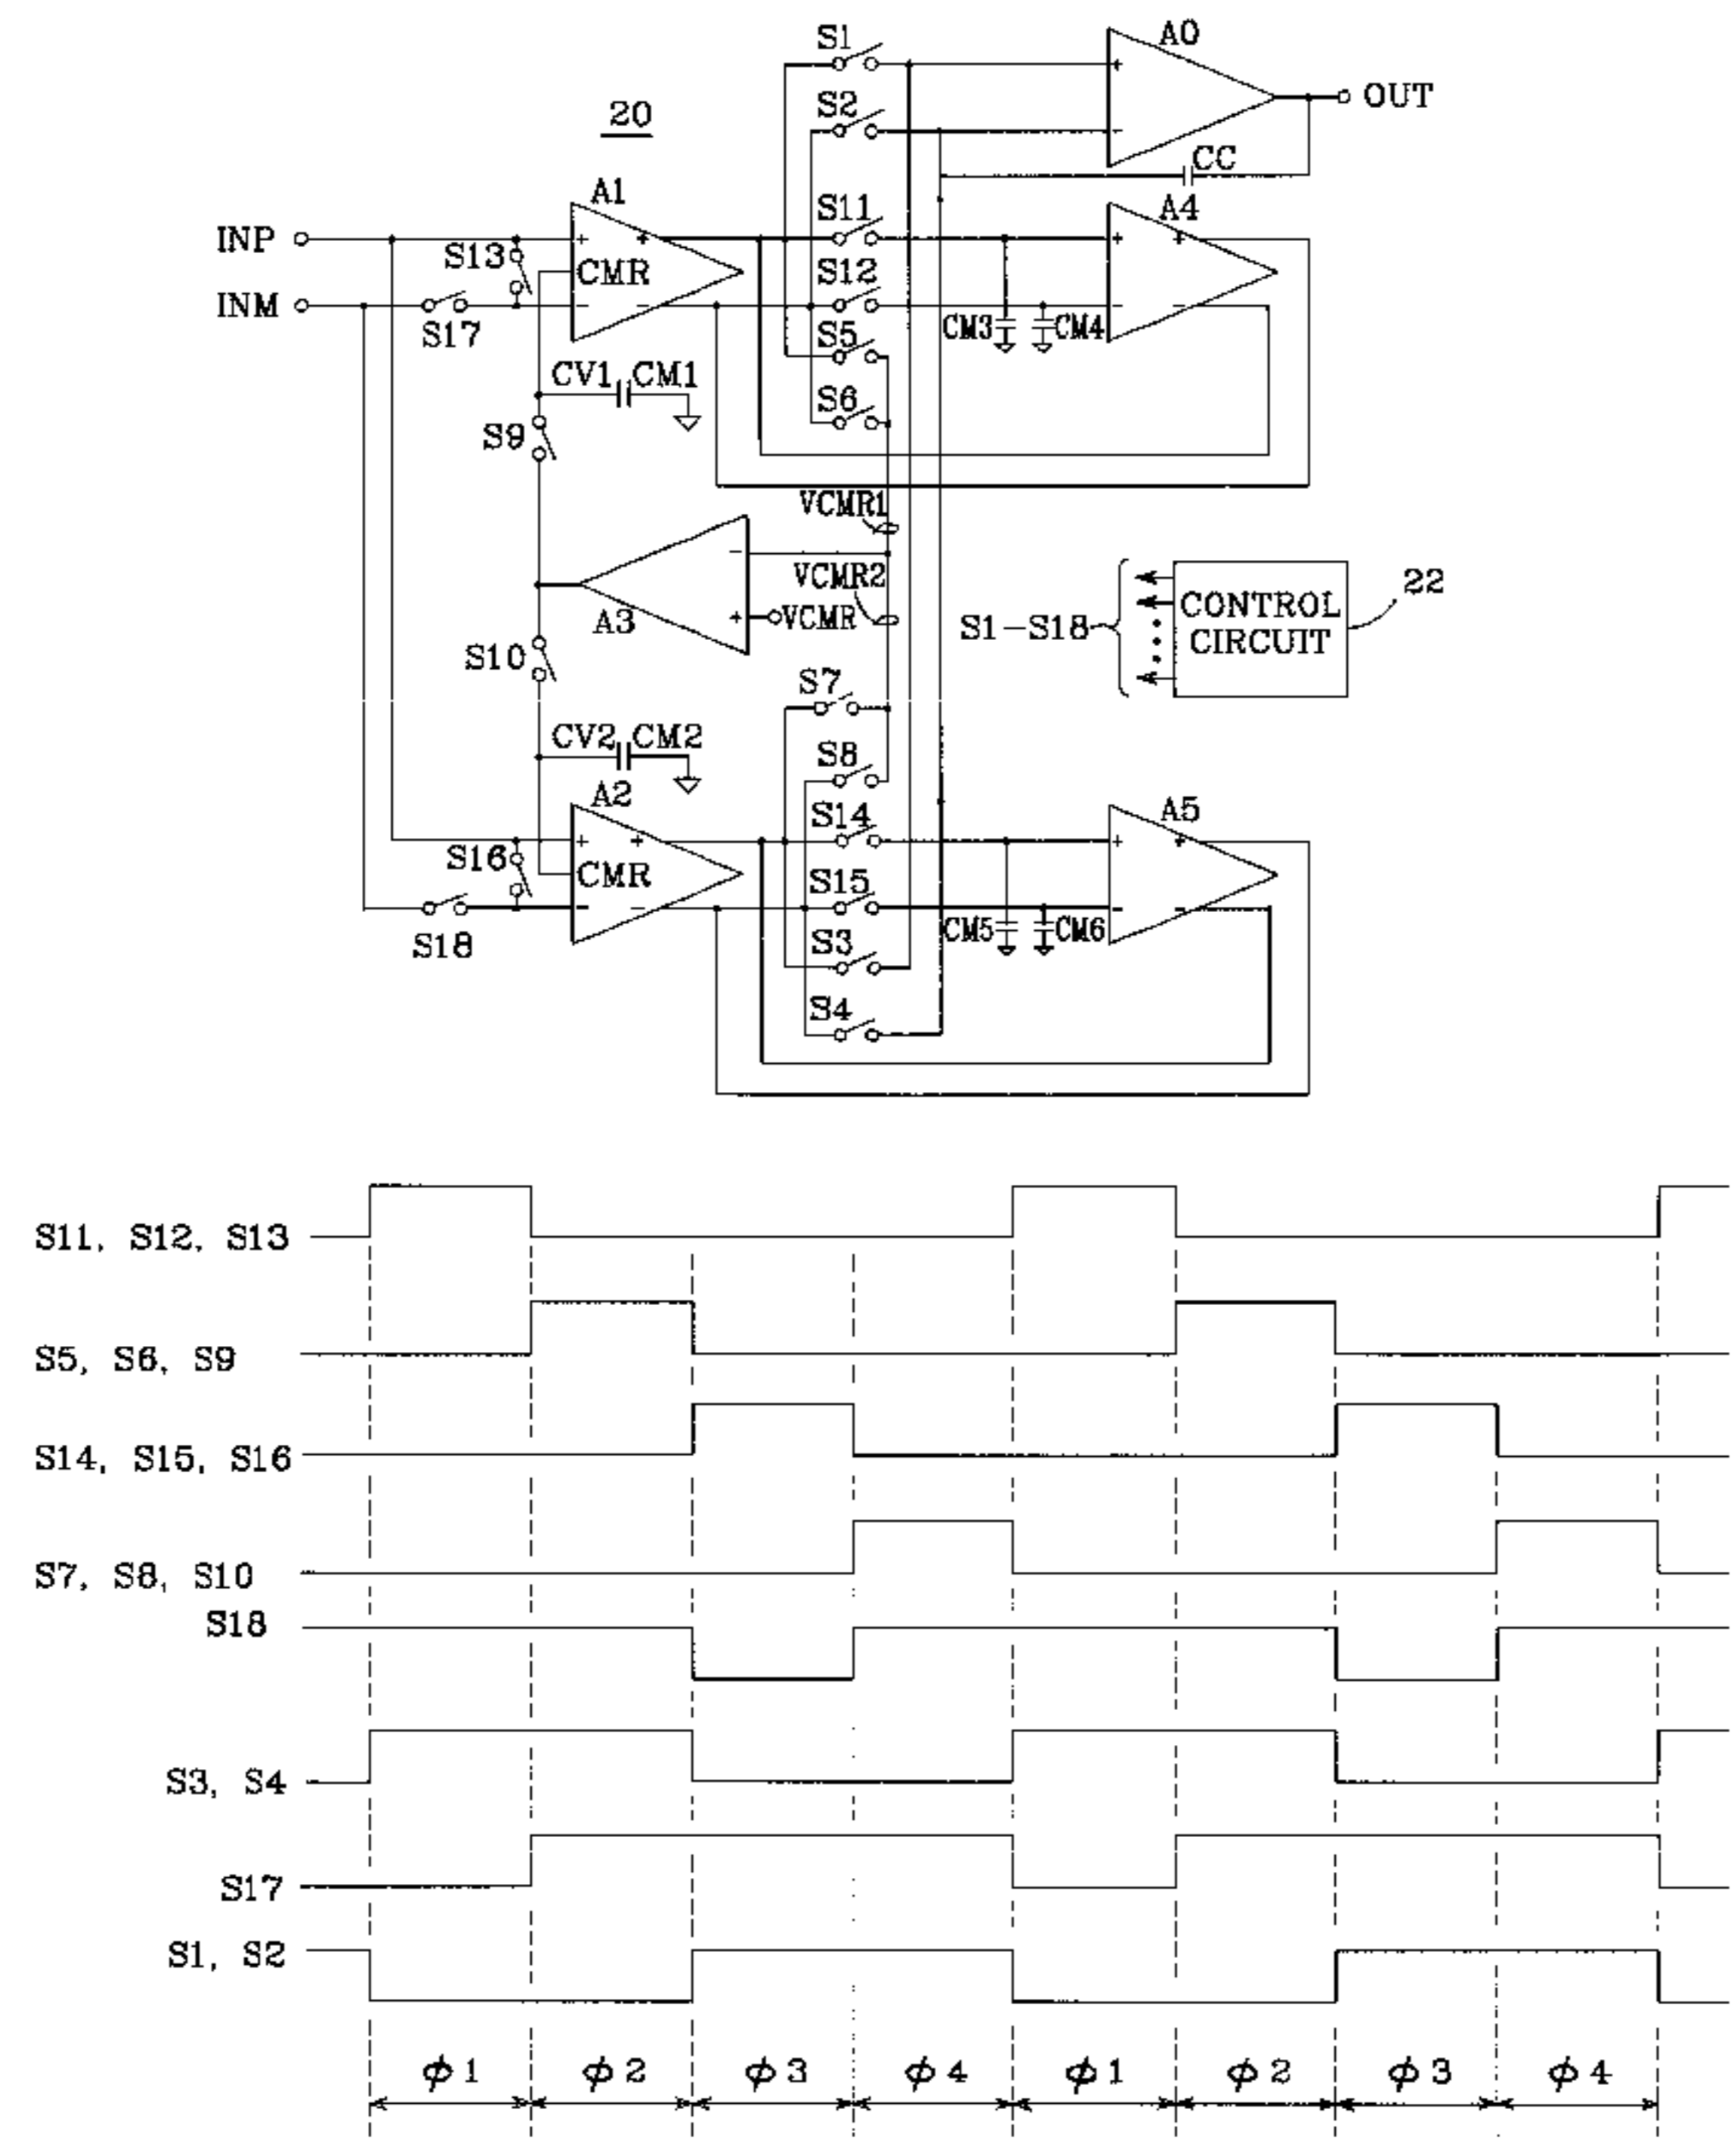 S1
A0
OUT
20
S2
CC
A1
S11
A4
INP
+
+
S13
CMR
S12
INM
-
-
S17
S5
CM3
CM4
CV1
CM1
S6
S9
VCMR1
VCMR2
VCMR
A3
S10
S1-S18
CONTROL
CIRCUIT
22
S7
CV2
CM2
S8
A2
S14
A5
S16
CMR
S15
CM5
CM6
S18
S3
S4
S11, S12, S13
S5, S6, S9
S14, S15, S16
S7, S8, S10
S18
S3, S4
S17
S1, S2
ϕ1 ϕ2 ϕ3 ϕ4 ϕ1 ϕ2 ϕ3 ϕ4